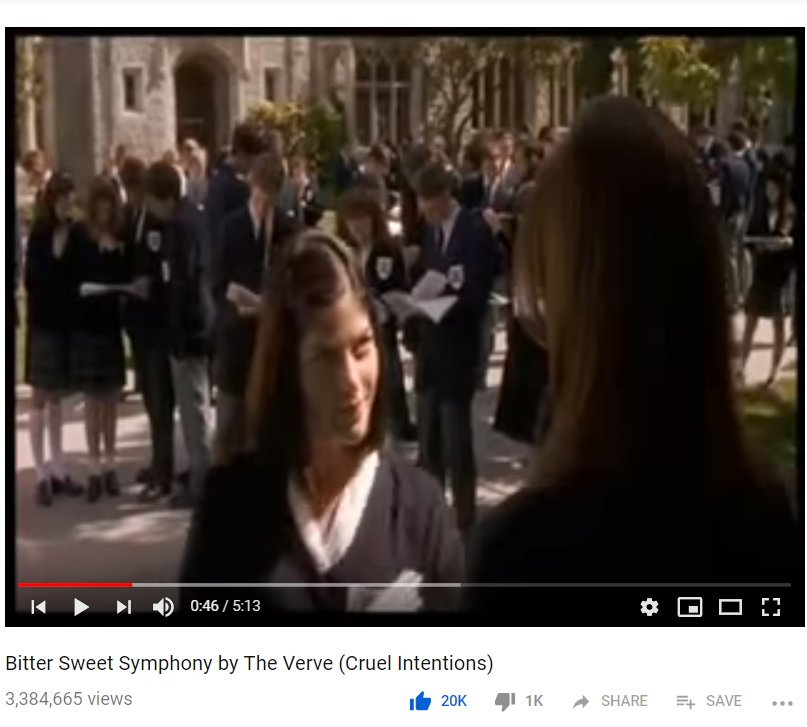 0:46 / 5:13
Bitter Sweet Symphony by The Verve (Cruel Intentions)
3,384,665 views
20K
1K
SHARE
SAVE